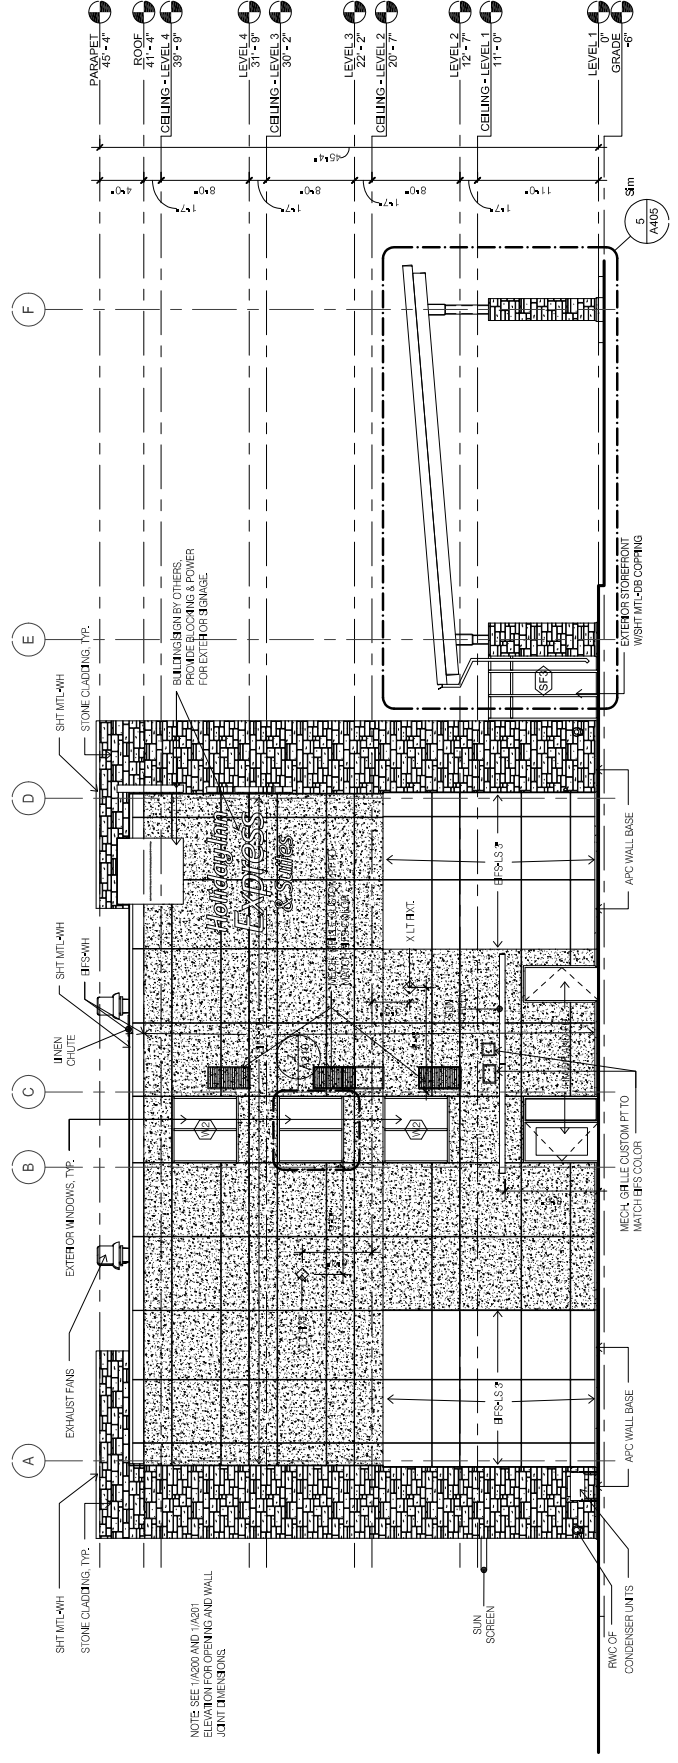 PARAPET
45' - 4"
ROOF
41' - 4"
CEILING - LEVEL 4
39' - 9"
LEVEL 4
31' - 9"
CEILING - LEVEL 3
30' - 2"
LEVEL 3
22' - 2"
CEILING - LEVEL 2
20' - 7"
LEVEL 2
12' - 7"
CEILING - LEVEL 1
11' - 0"
LEVEL 1
0"
GRADE
-6"
4'-0"
1'-7"
8'-0"
1'-7"
8'-0"
1'-7"
8'-0"
1'-7"
11'-0"
45'-4"
A
B
C
D
E
F
5
A405
Sim
SHT MTL-WH
STONE CLADDING, TYP.
EXHAUST FANS
EXTERIOR WINDOWS, TYP.
LINEN
CHUTE
SHT MTL-WH
EIFS-WH
SHT MTL-WH
STONE CLADDING, TYP.
BUILDING SIGN BY OTHERS.
PROVIDE BLOCKING & POWER
FOR EXTERIOR SIGNAGE.
Holiday Inn
Express
& Suites
X LT FIXT.
W2
W2
EIFS-LS 3"
EIFS-LS 3"
SF3
EXTERIOR STOREFRONT
W/SHT MTL-DB COPPING
NOTE: SEE 1/A200 AND 1/A201
ELEVATION FOR OPENING AND WALL
JOINT DIMENSIONS.
SUN
SCREEN
RWC OF
CONDENSER UNITS
APC WALL BASE
MECH. GRILLE CUSTOM PT TO
MATCH EIFS COLOR
APC WALL BASE